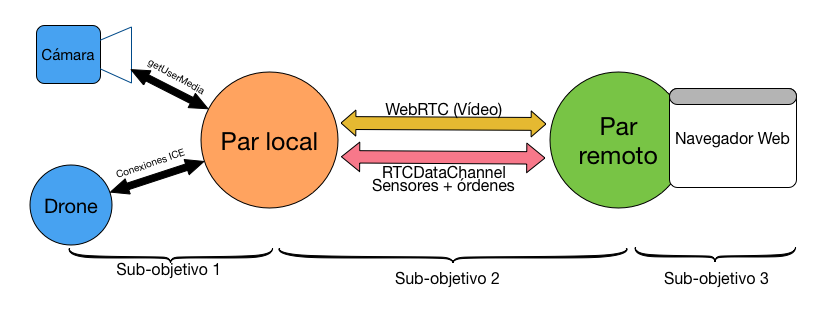 Cámara
getUserMedia
Conexiones ICE
Drone
Par local
WebRTC (Vídeo)
RTCDataChannel
Sensores + órdenes
Par
remoto
Navegador Web
Sub-objetivo 1
Sub-objetivo 2
Sub-objetivo 3